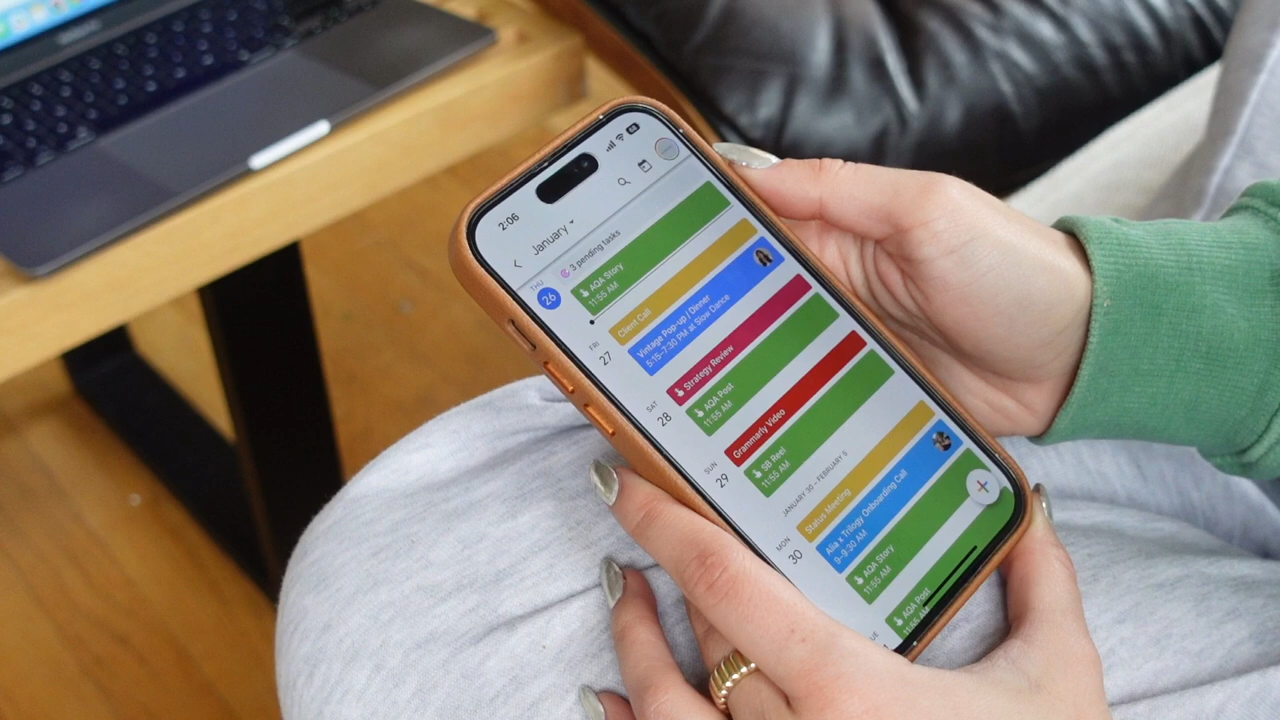 2:06
January
3 pending tasks
THU
26
AQA Story
11:55 AM
FRI
27
Client Call
Vintage Pop-up / Dinner
5:15–7:30 PM at Slow Dance
SAT
28
Strategy Review
AQA Post
11:55 AM
SUN
29
Grammarly Video
SB Reel
11:55 AM
JANUARY 30 – FEBRUARY 5
MON
30
Status Meeting
Alia x Trilogy Onboarding Call
9–9:30 AM
AQA Story
11:55 AM
AQA Post
11:55 AM